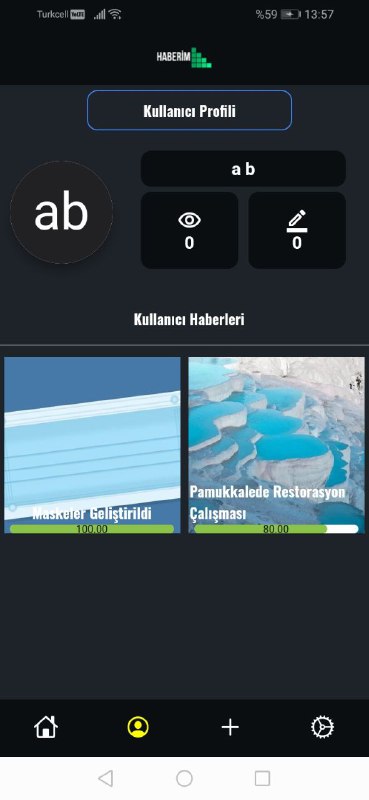 Turkcell VoLTE %59 13:57
HABERİM
Kullanıcı Profili
ab
a b
0
0
Kullanıcı Haberleri
Maskeler Geliştirildi
100.00
Pamukkalede Restorasyon
Çalışması
80.00